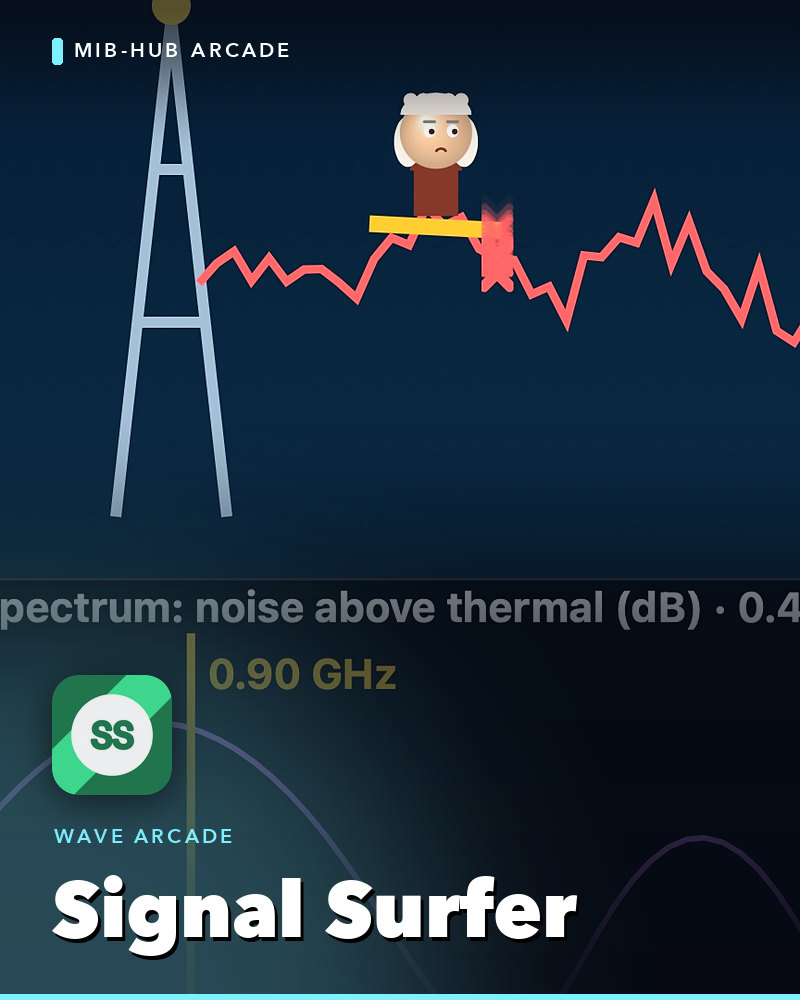 MIB-HUB ARCADE
pectrum: noise above thermal (dB) · 0.4
0.90 GHz
SS
WAVE ARCADE
Signal Surfer